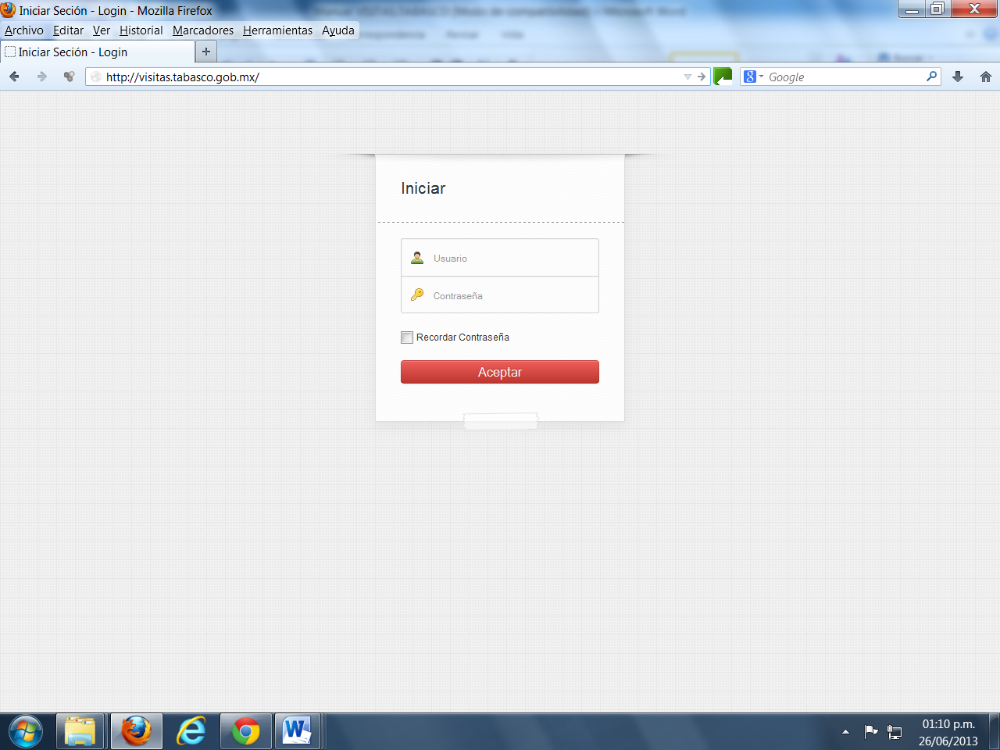 Iniciar Seción - Login - Mozilla Firefox
Archivo Editar Ver Historial Marcadores Herramientas Ayuda
Iniciar Seción - Login
http://visitas.tabasco.gob.mx/
Google
Iniciar
Usuario
Contraseña
Recordar Contraseña
Aceptar
01:10 p.m.
26/06/2013